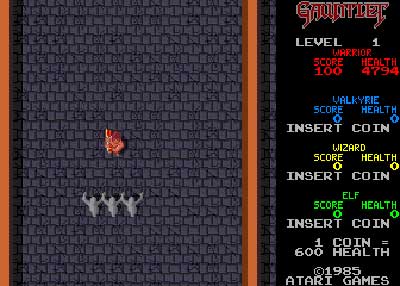 GAUNTLET
LEVEL 1
WARRIOR
SCORE HEALTH
100 4794
VALKYRIE
SCORE HEALTH
0 0
INSERT COIN
WIZARD
SCORE HEALTH
0 0
INSERT COIN
ELF
SCORE HEALTH
0 0
INSERT COIN
1 COIN =
600 HEALTH
©1985
ATARI GAMES